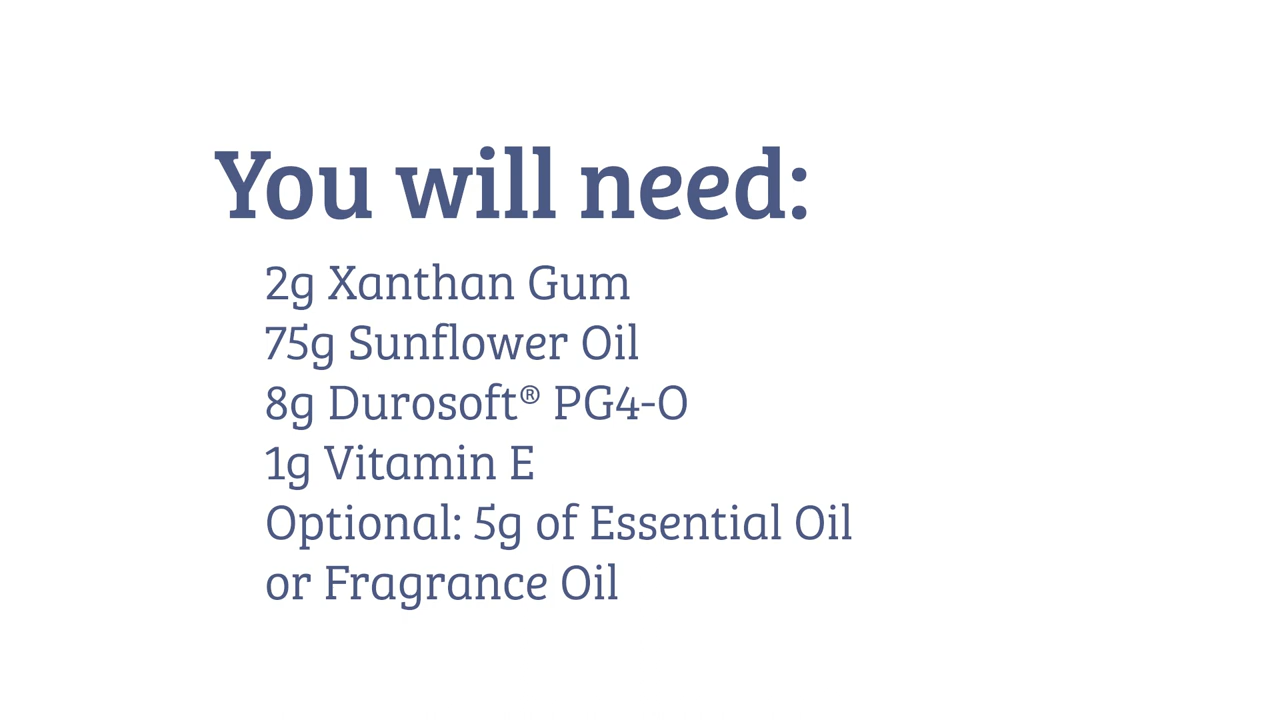 You will need:
2g Xanthan Gum
75g Sunflower Oil
8g Durosoft® PG4-O
1g Vitamin E
Optional: 5g of Essential Oil
or Fragrance Oil